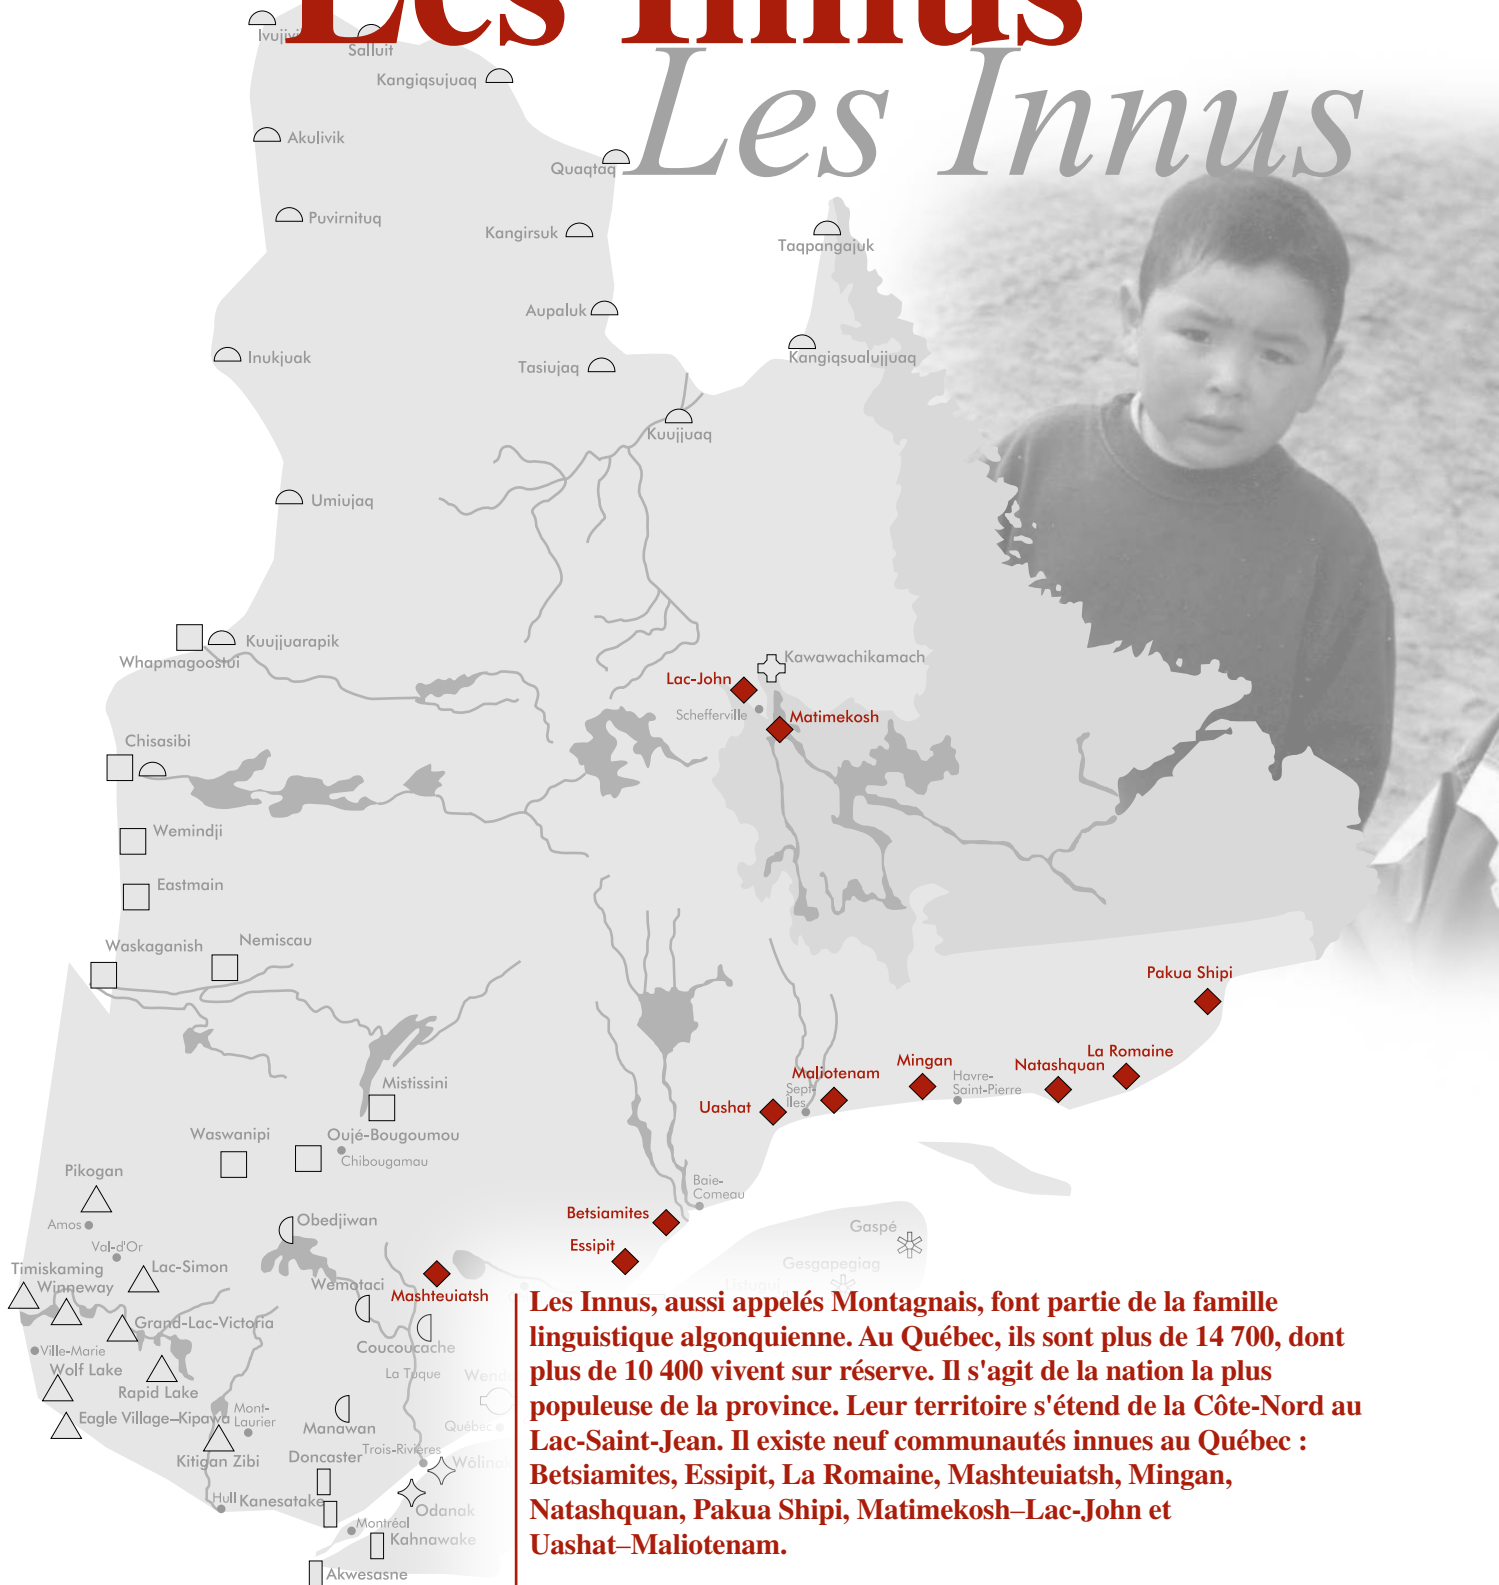 Les Innus
Les Innus
Ivujivi
Salluit
Kangiqsujuaq
Akulivik
Quaqtaq
Puvirnituq
Kangirsuk
Taqpangajuk
Aupaluk
Inukjuak
Tasiujaq
Kangiqsualujjuaq
Kuujjuaq
Umiujaq
Kuujjuarapik
Whapmagoostui
Kawawachikamach
Lac-John
Schefferville
Matimekosh
Chisasibi
Wemindji
Eastmain
Waskaganish
Nemiscau
Pakua Shipi
La Romaine
Natashquan
Mingan
Havre-
Saint-Pierre
Maliotenam
Sept-
Îles
Uashat
Mistissini
Waswanipi
Oujé-Bougoumou
Chibougamau
Pikogan
Baie-
Comeau
Betsiamites
Essipit
Amos
Obedjiwan
Gaspé
Val-d'Or
Gesgapegiag
Listuguj
Timiskaming
Winneway
Lac-Simon
Wemotaci
Mashteuiatsh
Grand-Lac-Victoria
Ville-Marie
Coucoucache
Wolf Lake
Rapid Lake
La Tuque
Wend
Eagle Village–Kipawa
Mont-
Laurier
Manawan
Québec
Kitigan Zibi
Doncaster
Trois-Rivières
Wôlinak
Hull
Kanesatake
Odanak
Montréal
Kahnawake
Akwesasne
Les Innus, aussi appelés Montagnais, font partie de la famille
linguistique algonquienne. Au Québec, ils sont plus de 14 700, dont
plus de 10 400 vivent sur réserve. Il s'agit de la nation la plus
populeuse de la province. Leur territoire s'étend de la Côte-Nord au
Lac-Saint-Jean. Il existe neuf communautés innues au Québec :
Betsiamites, Essipit, La Romaine, Mashteuiatsh, Mingan,
Natashquan, Pakua Shipi, Matimekosh–Lac-John et
Uashat–Maliotenam.